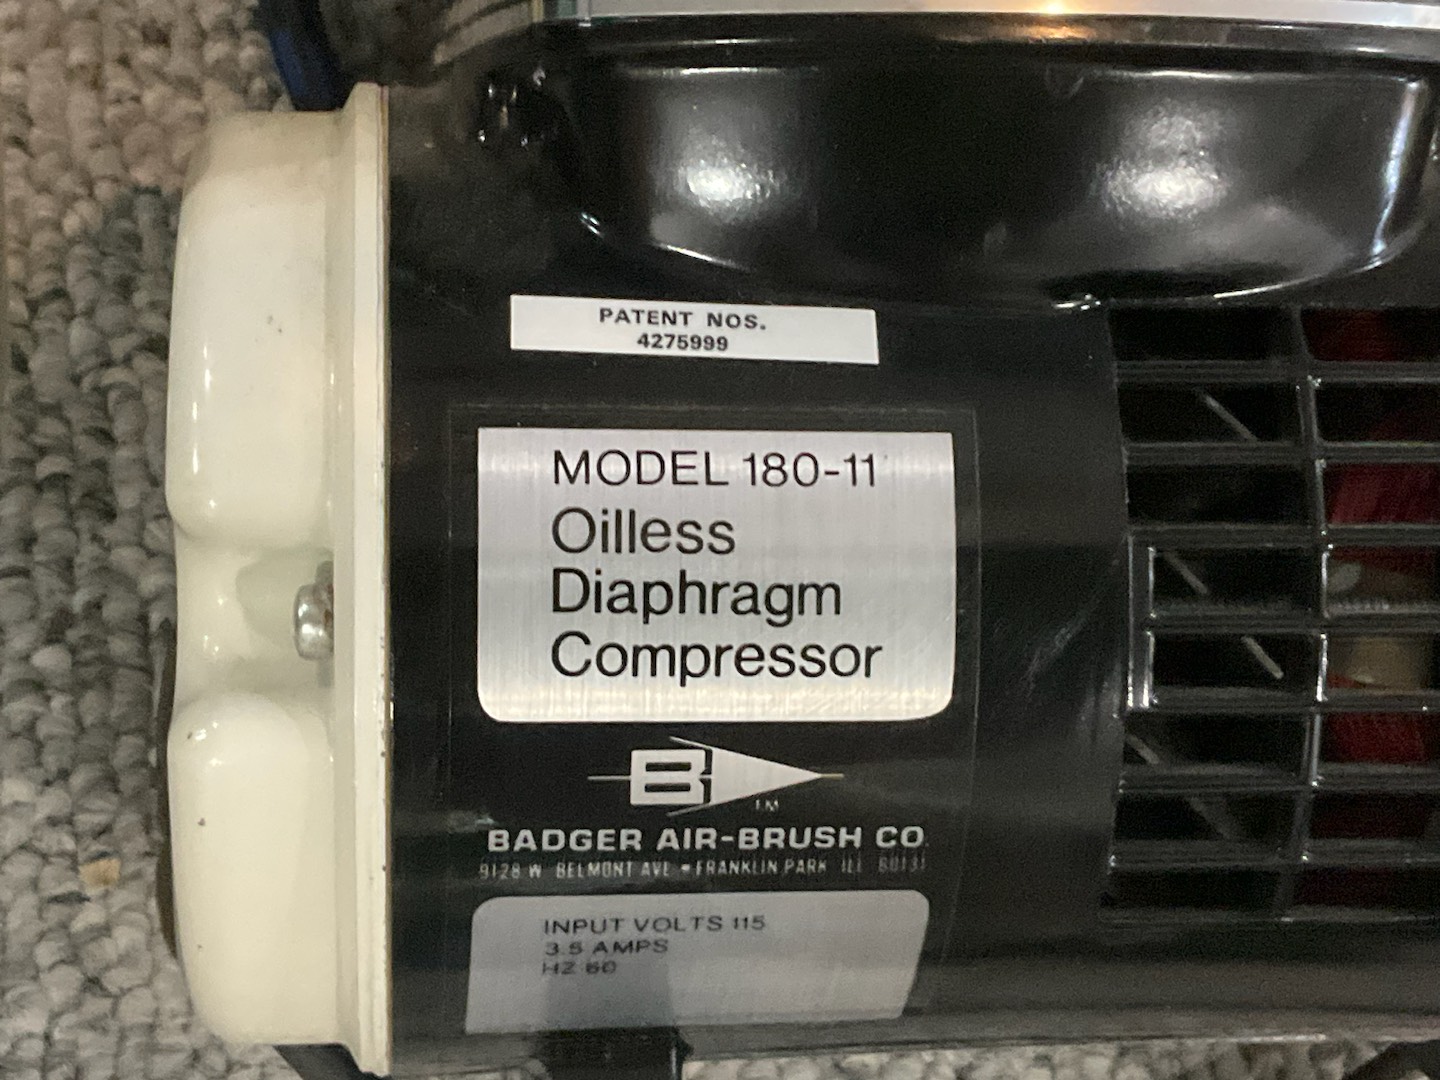 PATENT NOS.
4275999
MODEL 180-11
Oilless
Diaphragm
Compressor
B
TM
BADGER AIR-BRUSH CO.
9128 W. BELMONT AVE. • FRANKLIN PARK, ILL. 60131
INPUT VOLTS 115
3.5 AMPS
HZ 60